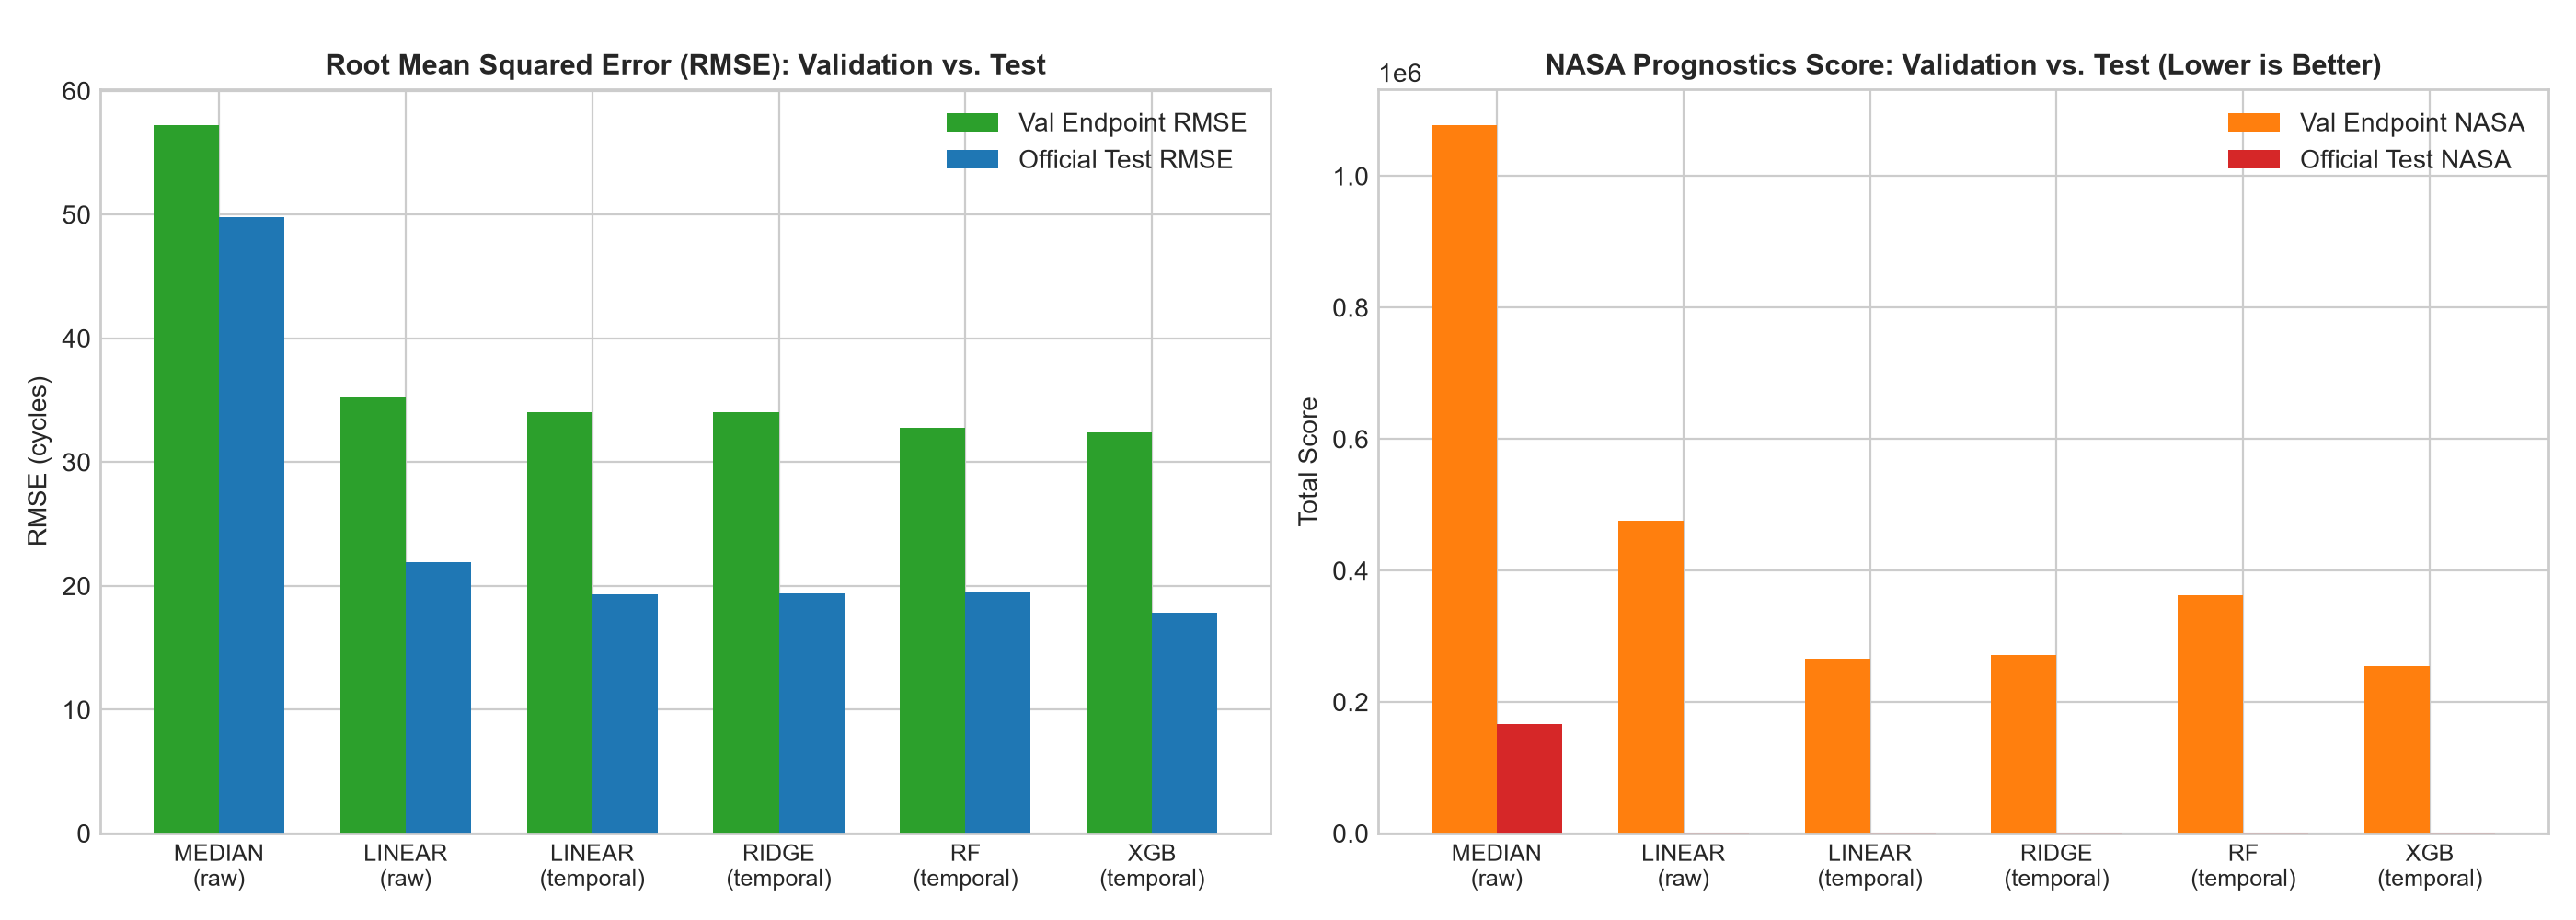 Root Mean Squared Error (RMSE): Validation vs. Test
60
50
40
30
20
10
0
RMSE (cycles)
Val Endpoint RMSE
Official Test RMSE
MEDIAN
(raw)
LINEAR
(raw)
LINEAR
(temporal)
RIDGE
(temporal)
RF
(temporal)
XGB
(temporal)
NASA Prognostics Score: Validation vs. Test (Lower is Better)
1e6
1.0
0.8
0.6
0.4
0.2
0.0
Total Score
Val Endpoint NASA
Official Test NASA
MEDIAN
(raw)
LINEAR
(raw)
LINEAR
(temporal)
RIDGE
(temporal)
RF
(temporal)
XGB
(temporal)